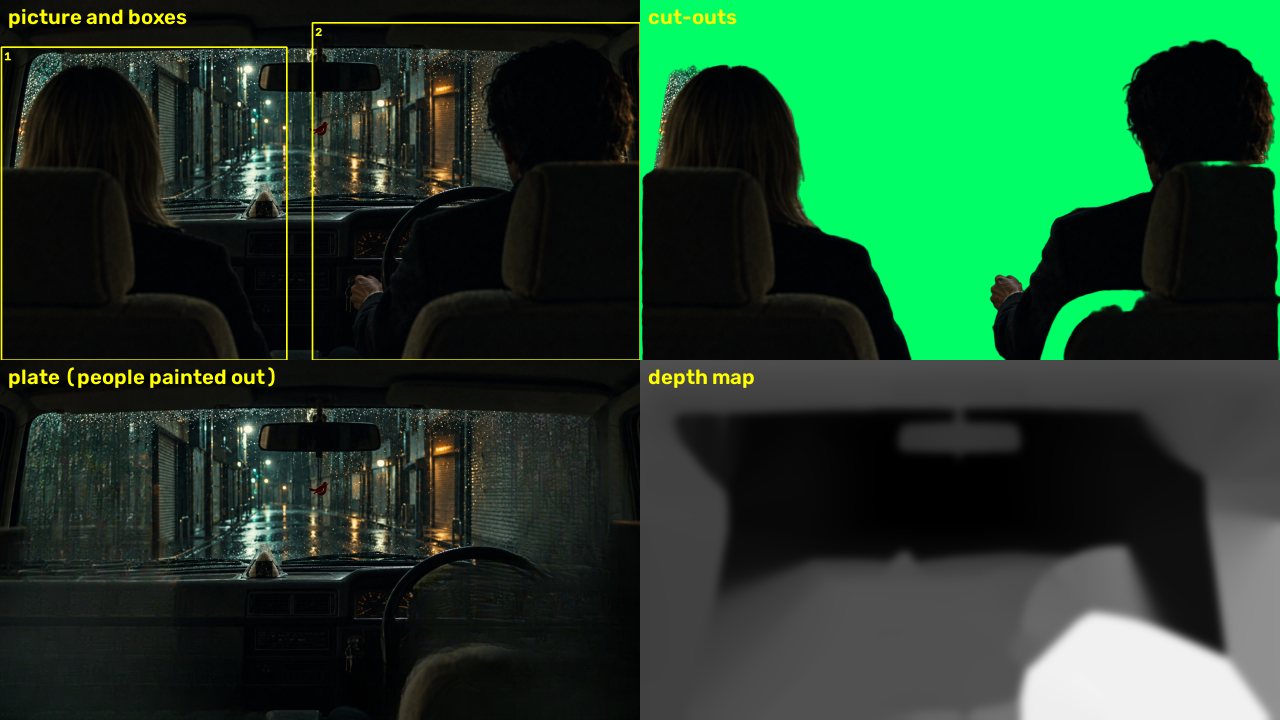 picture and boxes
1
2
cut-outs
plate (people painted out)
depth map